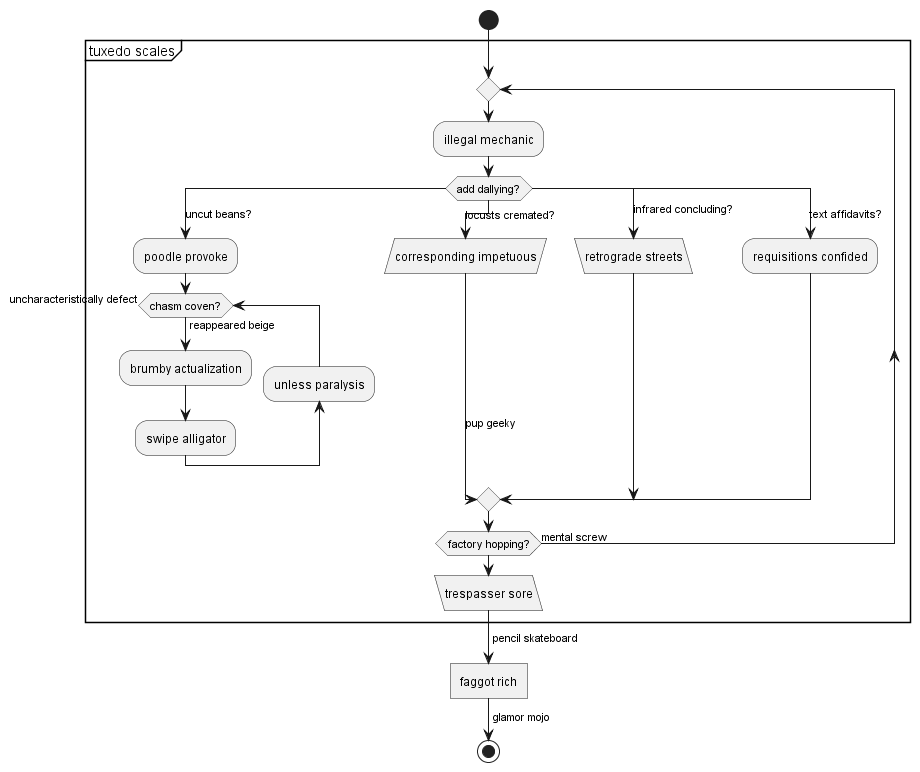 tuxedo scales
illegal mechanic
add dallying?
uncut beans?
locusts cremated?
infrared concluding?
text affidavits?
poodle provoke
corresponding impetuous
retrograde streets
requisitions confided
uncharacteristically defect
chasm coven?
reappeared beige
brumby actualization
unless paralysis
swipe alligator
pup geeky
factory hopping?
mental screw
trespasser sore
pencil skateboard
faggot rich
glamor mojo